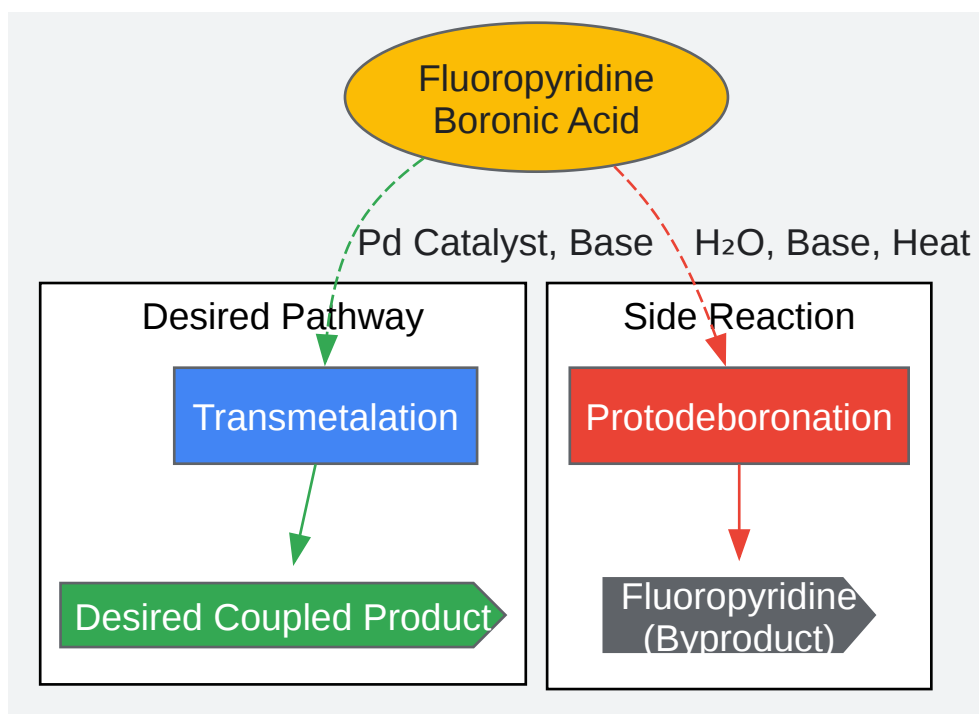 Fluoropyridine
Boronic Acid
Pd Catalyst, Base
H₂O, Base, Heat
Desired Pathway
Side Reaction
Transmetalation
Protodeboronation
Desired Coupled Product
Fluoropyridine
(Byproduct)